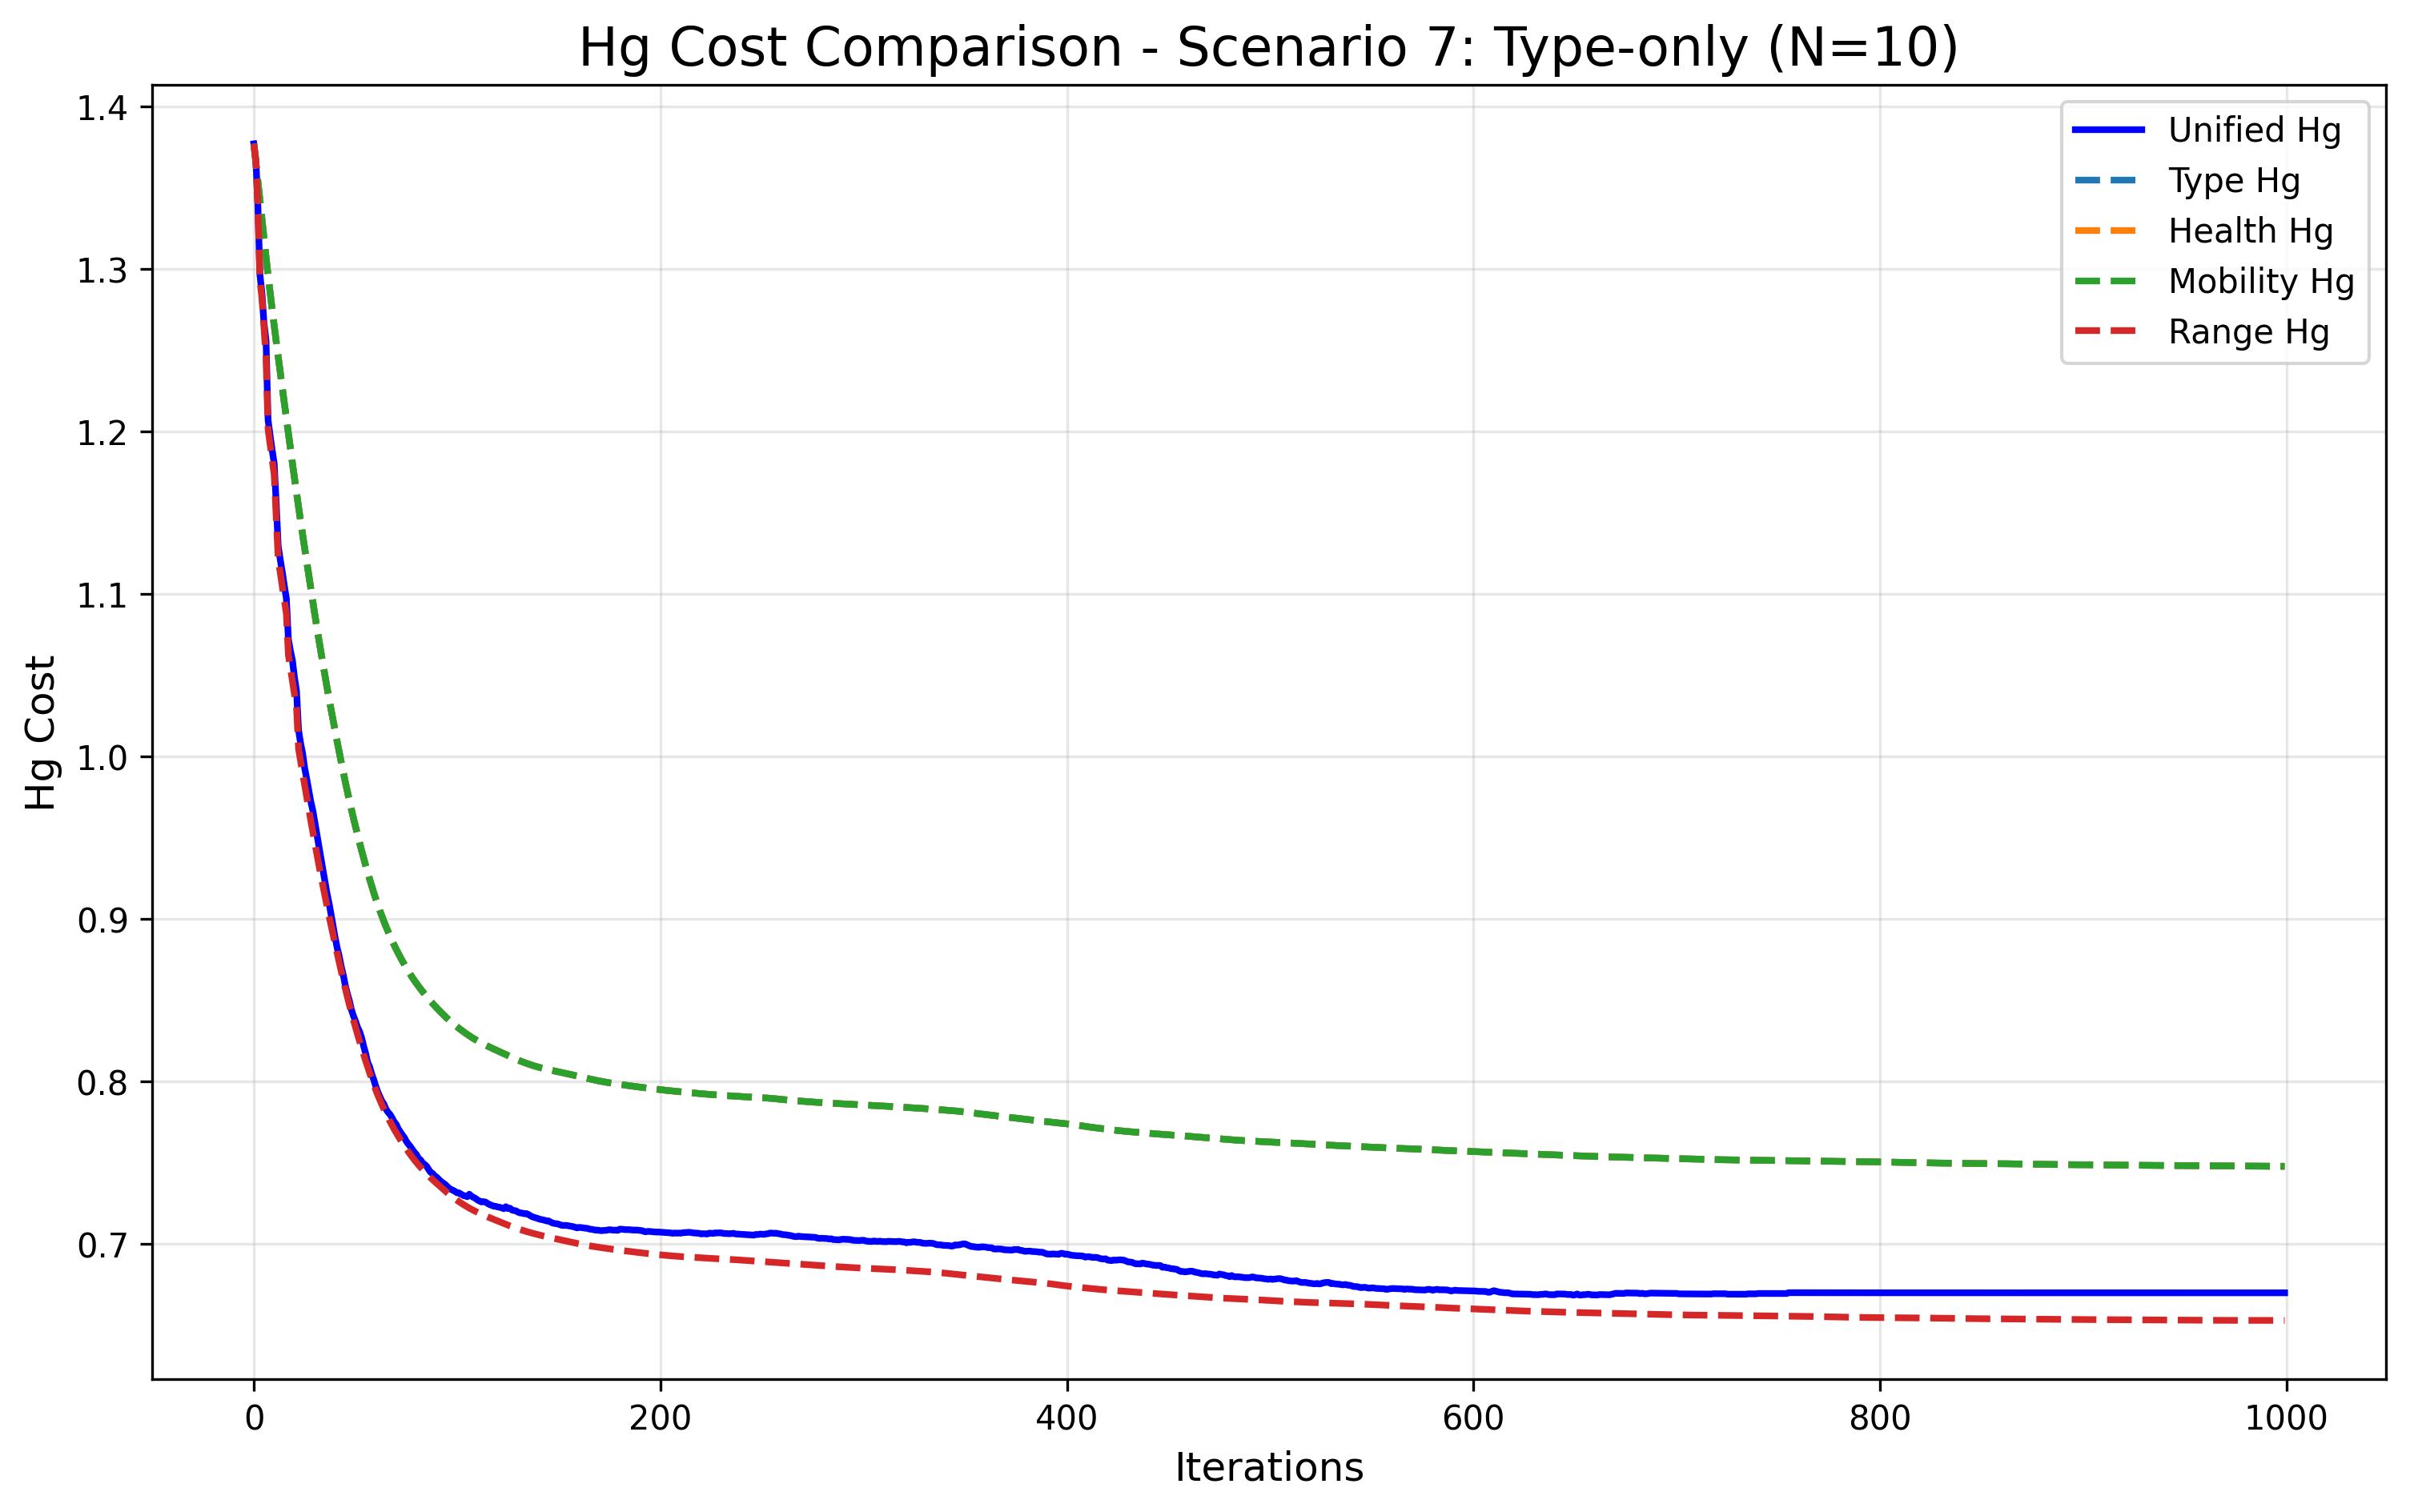 Hg Cost Comparison - Scenario 7: Type-only (N=10)
1.4
1.3
1.2
1.1
1.0
0.9
0.8
0.7
Hg Cost
Unified Hg
Type Hg
Health Hg
Mobility Hg
Range Hg
0 200 400 600 800 1000
Iterations